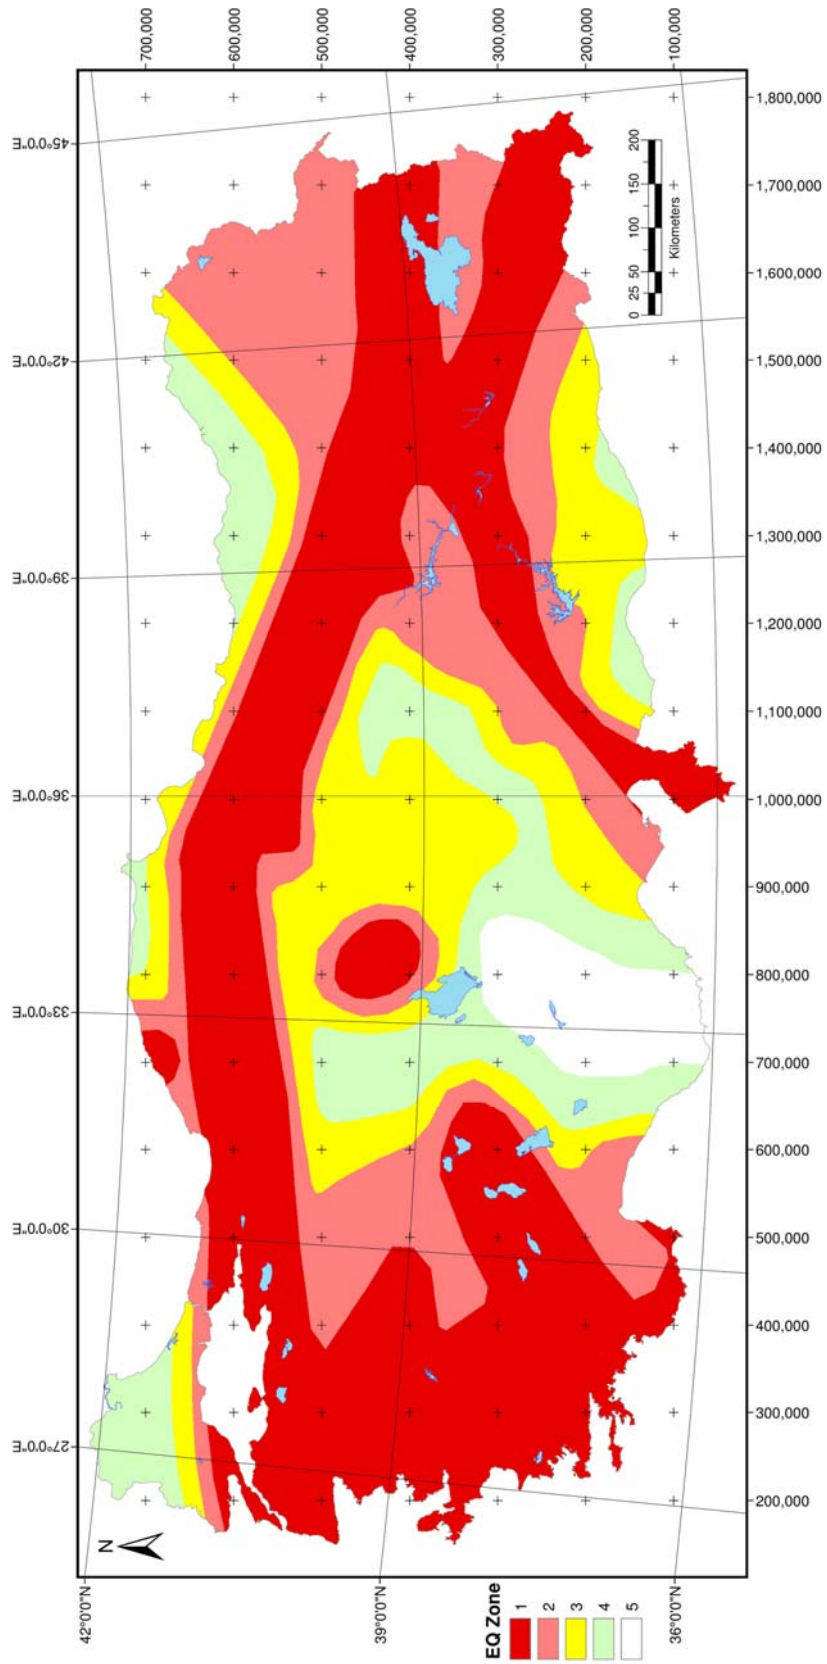 700,000
600,000
500,000
400,000
300,000
200,000
100,000
45°0'0"E
42°0'0"E
39°0'0"E
36°0'0"E
33°0'0"E
30°0'0"E
27°0'0"E
1,800,000
1,700,000
1,600,000
1,500,000
1,400,000
1,300,000
1,200,000
1,100,000
1,000,000
900,000
800,000
700,000
600,000
500,000
400,000
300,000
200,000
0 25 50 100 150 200
Kilometers
N
42°0'0"N
39°0'0"N
36°0'0"N
EQ Zone
1
2
3
4
5